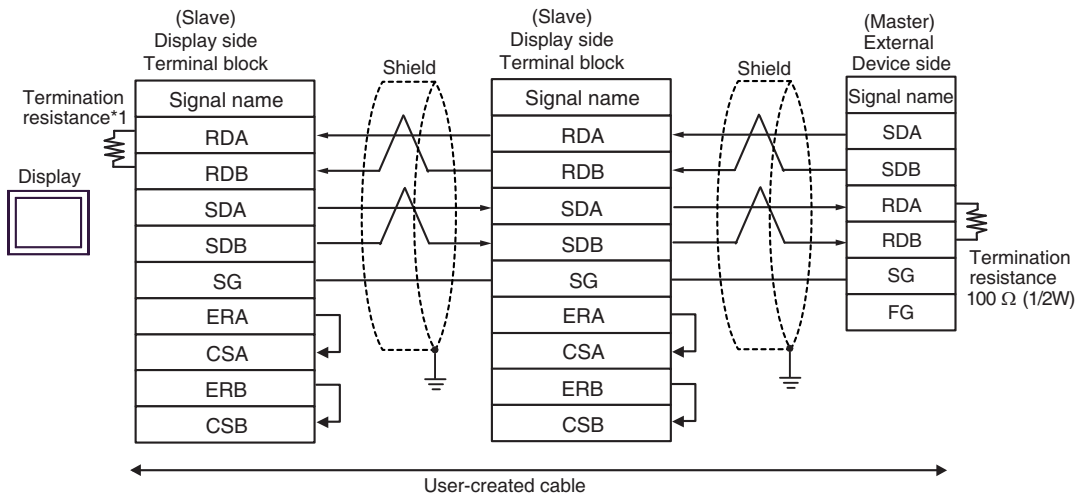 (Slave)
Display side
Terminal block
(Slave)
Display side
Terminal block
(Master)
External
Device side
Termination
resistance*1
Display
Signal name
RDA
RDB
SDA
SDB
SG
ERA
CSA
ERB
CSB
Shield
Signal name
RDA
RDB
SDA
SDB
SG
ERA
CSA
ERB
CSB
Shield
Signal name
SDA
SDB
RDA
RDB
SG
FG
Termination
resistance
100 Ω (1/2W)
User-created cable